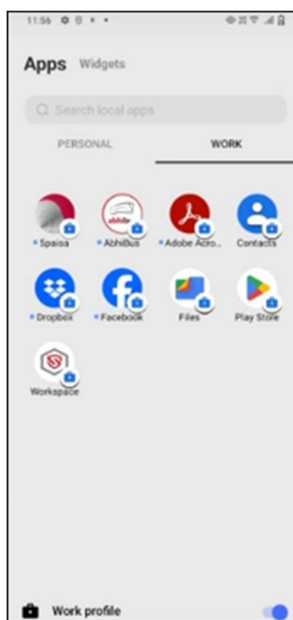 11:56
Apps Widgets
Search local apps
PERSONAL WORK
5paisa AbhiBus Adobe Acro... Contacts
Dropbox Facebook Files Play Store
Workspace
Work profile